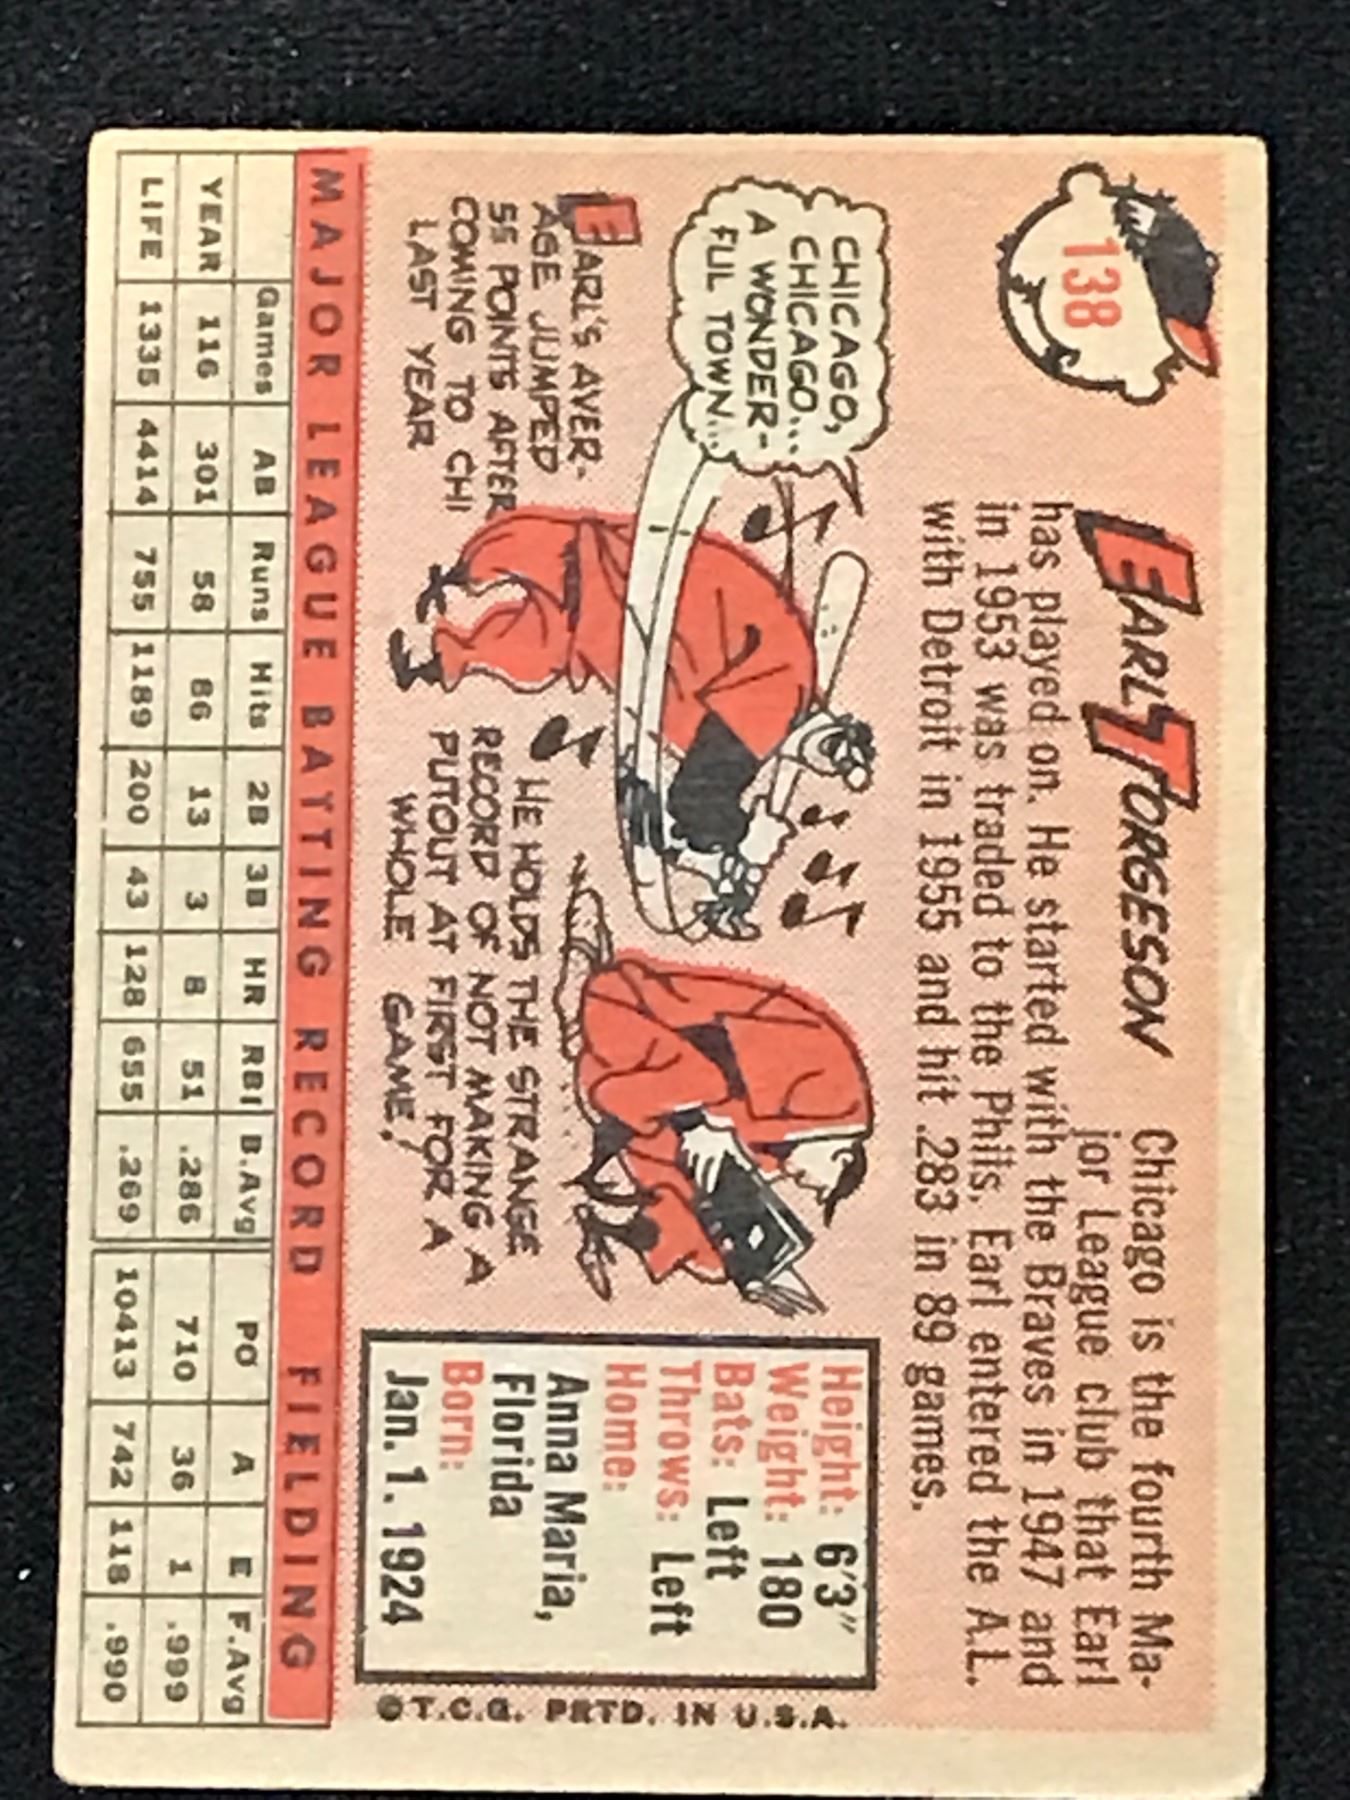 138
EARL TORGESON
Chicago is the fourth Ma-
jor League club that Earl
has played on. He started with the Braves in 1947 and
in 1953 was traded to the Phils. Earl entered the A.L.
with Detroit in 1955 and hit .283 in 89 games.
CHICAGO,
CHICAGO...
A WONDER-
FUL TOWN...
EARL'S AVER-
AGE JUMPED
55 POINTS AFTER
COMING TO CHI
LAST YEAR
HE HOLDS THE STRANGE
RECORD OF NOT MAKING A
PUTOUT AT FIRST FOR A
WHOLE GAME!
Height: 6'3"
Weight: 180
Bats: Left
Throws: Left
Home:
Anna Maria,
Florida
Born:
Jan. 1. 1924
©T.C.G. PRTD. IN U.S.A.
MAJOR LEAGUE BATTING RECORD FIELDING
Games AB Runs Hits 2B 3B HR RBI B.Avg PO A E F.Avg
YEAR 116 301 58 86 13 3 8 51 .286 710 36 1 .999
LIFE 1335 4414 755 1189 200 43 128 655 .269 10413 742 118 .990